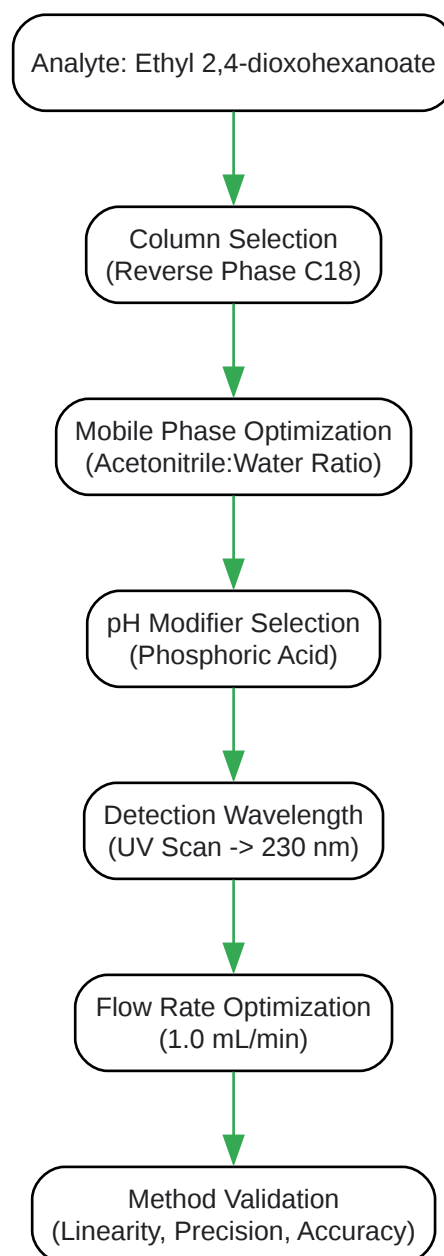 Analyte: Ethyl 2,4-dioxohexanoate
Column Selection
(Reverse Phase C18)
Mobile Phase Optimization
(Acetonitrile:Water Ratio)
pH Modifier Selection
(Phosphoric Acid)
Detection Wavelength
(UV Scan -> 230 nm)
Flow Rate Optimization
(1.0 mL/min)
Method Validation
(Linearity, Precision, Accuracy)